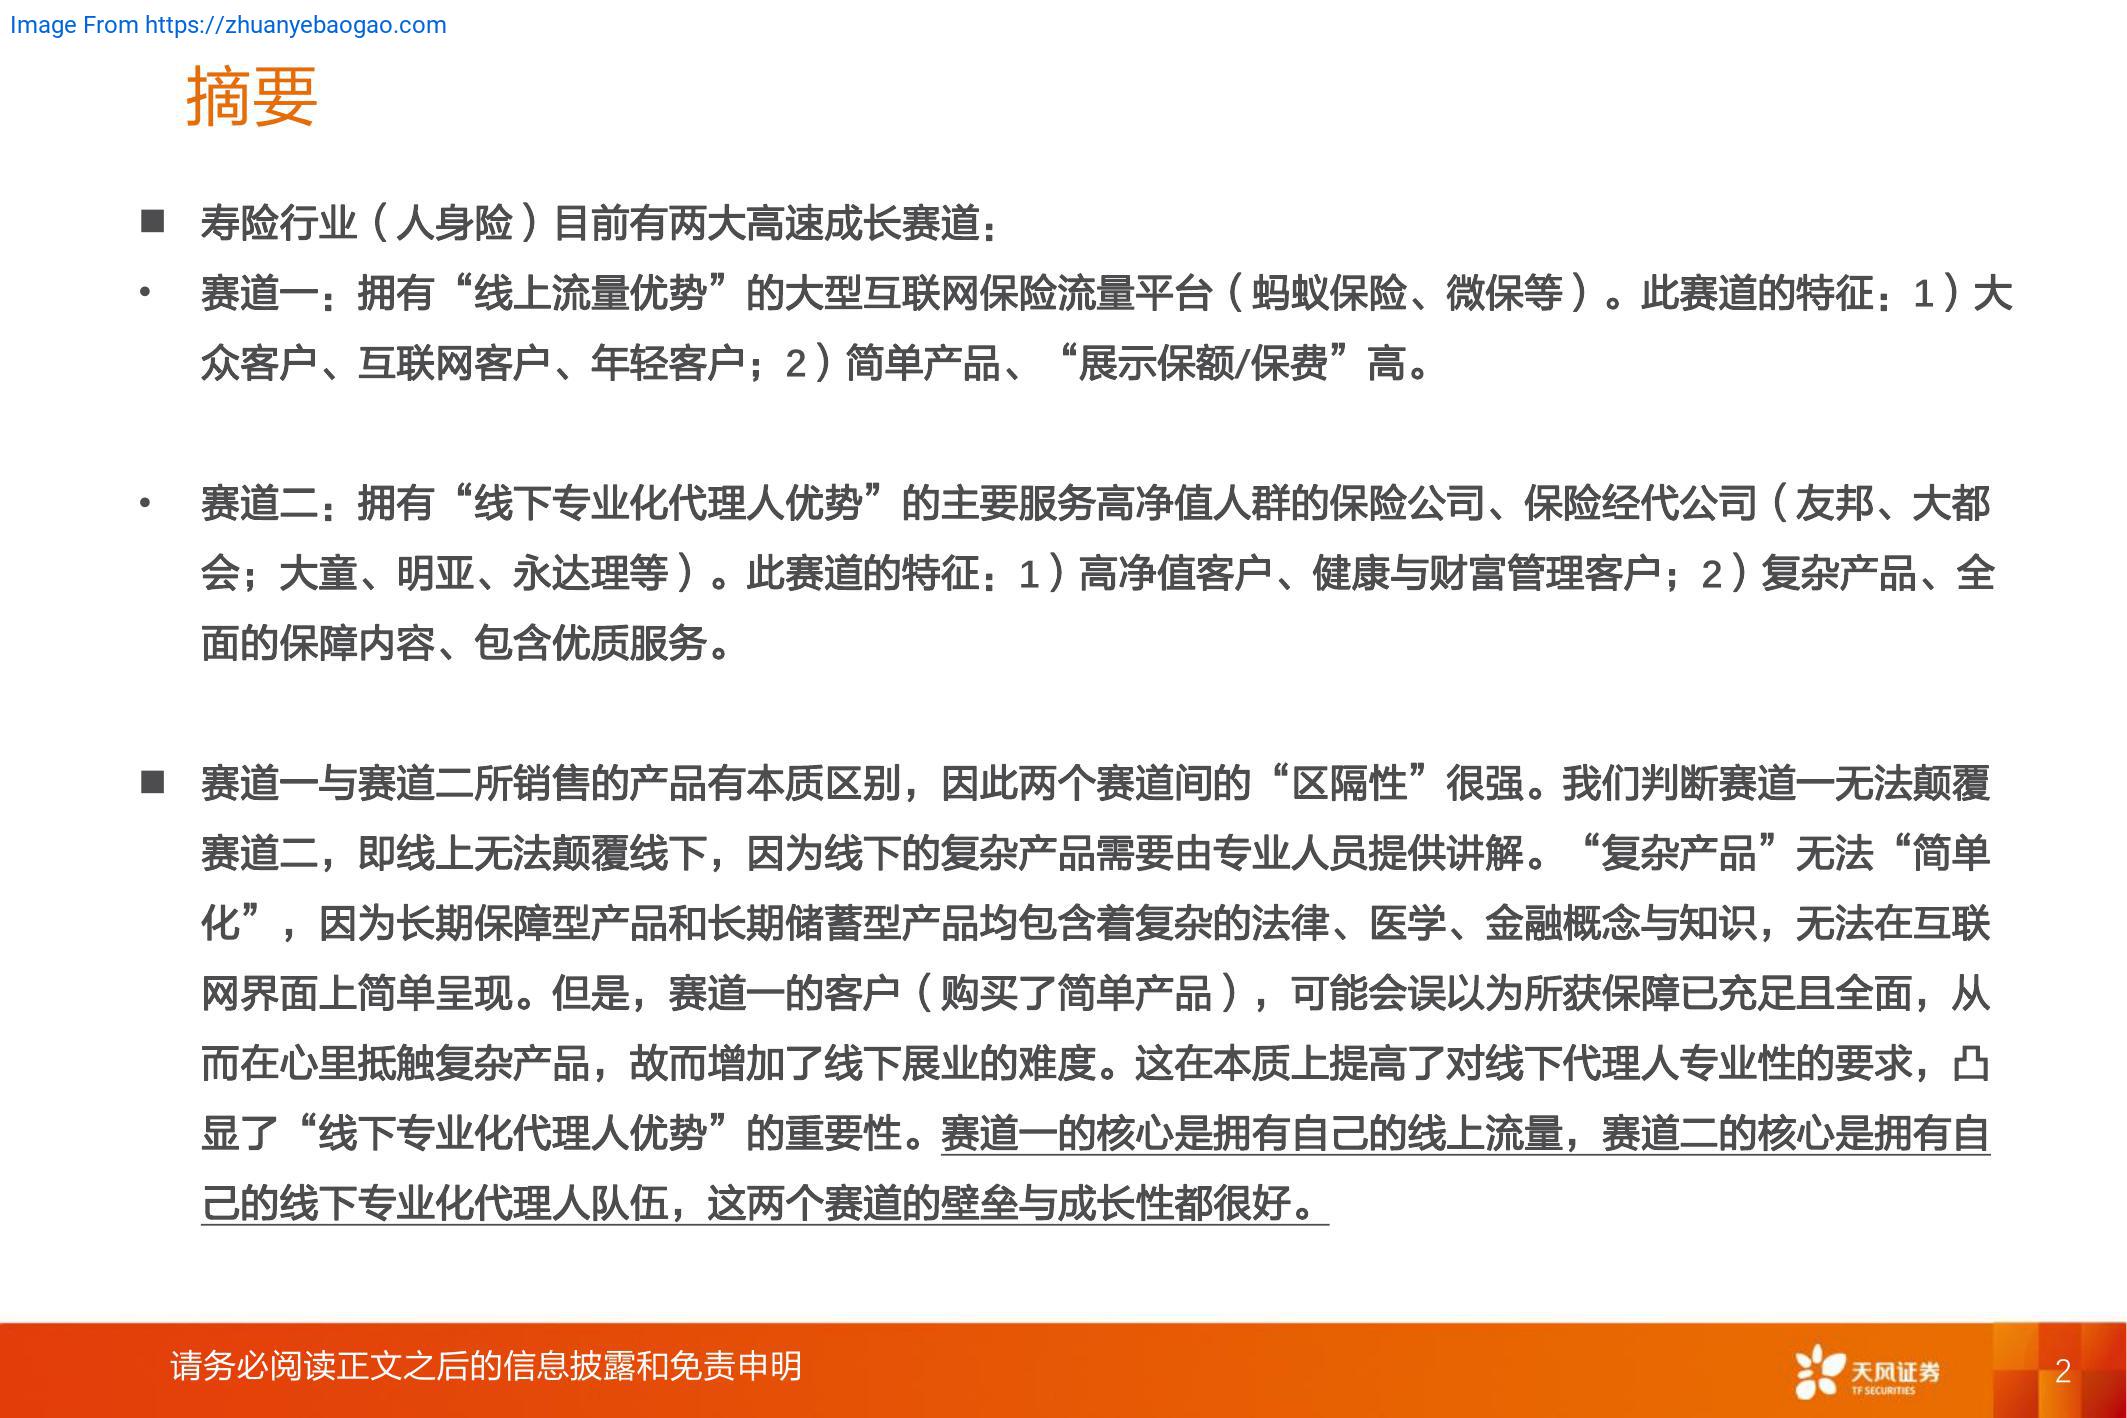 Image From https://zhuanyebaogao.com
摘要
■ 寿险行业（人身险）目前有两大高速成长赛道：
• 赛道一：拥有“线上流量优势”的大型互联网保险流量平台（蚂蚁保险、微保等）。此赛道的特征：1）大
众客户、互联网客户、年轻客户；2）简单产品、“展示保额/保费”高。
• 赛道二：拥有“线下专业化代理人优势”的主要服务高净值人群的保险公司、保险经代公司（友邦、大都
会；大童、明亚、永达理等）。此赛道的特征：1）高净值客户、健康与财富管理客户；2）复杂产品、全
面的保障内容、包含优质服务。
■ 赛道一与赛道二所销售的产品有本质区别，因此两个赛道间的“区隔性”很强。我们判断赛道一无法颠覆
赛道二，即线上无法颠覆线下，因为线下的复杂产品需要由专业人员提供讲解。“复杂产品”无法“简单
化”，因为长期保障型产品和长期储蓄型产品均包含着复杂的法律、医学、金融概念与知识，无法在互联
网界面上简单呈现。但是，赛道一的客户（购买了简单产品），可能会误以为所获保障已充足且全面，从
而在心里抵触复杂产品，故而增加了线下展业的难度。这在本质上提高了对线下代理人专业性的要求，凸
显了“线下专业化代理人优势”的重要性。赛道一的核心是拥有自己的线上流量，赛道二的核心是拥有自
己的线下专业化代理人队伍，这两个赛道的壁垒与成长性都很好。
请务必阅读正文之后的信息披露和免责申明
天风证券
TF SECURITIES
2